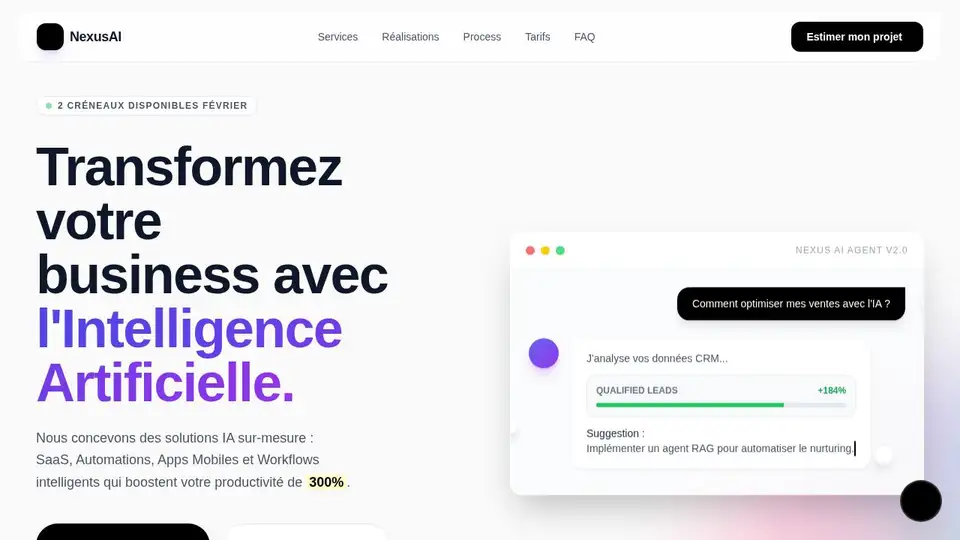 NexusAI
Services
Réalisations
Process
Tarifs
FAQ
Estimer mon projet
2 CRÉNEAUX DISPONIBLES FÉVRIER
Transformez
votre
business avec
l'Intelligence
Artificielle.
Nous concevons des solutions IA sur-mesure :
SaaS, Automations, Apps Mobiles et Workflows
intelligents qui boostent votre productivité de 300% .
NEXUS AI AGENT V2.0
Comment optimiser mes ventes avec l'IA ?
J'analyse vos données CRM...
QUALIFIED LEADS +184%
Suggestion :
Implémenter un agent RAG pour automatiser le nurturing.